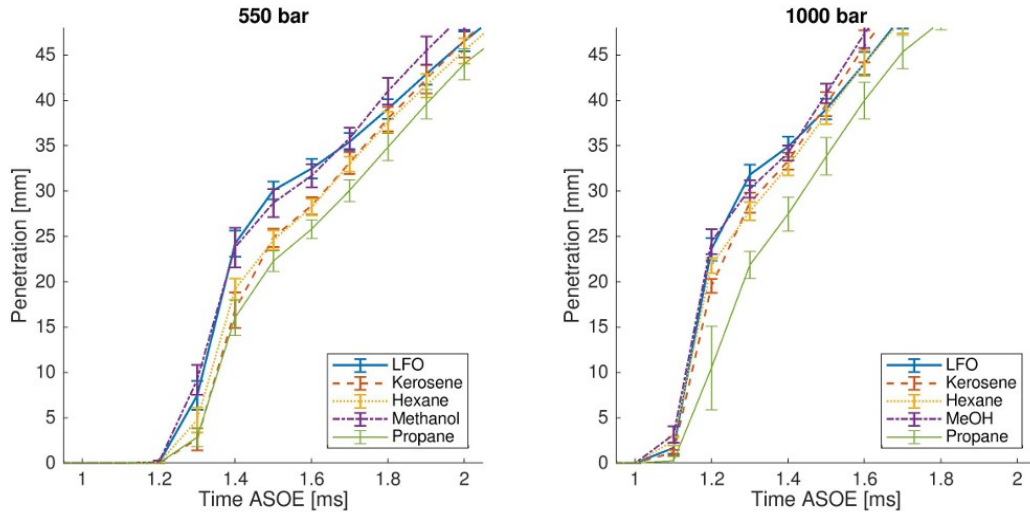 550 bar
45
40
35
30
25
20
15
10
5
0
Penetration [mm]
LFO
Kerosene
Hexane
Methanol
Propane
1 1.2 1.4 1.6 1.8 2
Time ASOE [ms]
1000 bar
45
40
35
30
25
20
15
10
5
0
Penetration [mm]
LFO
Kerosene
Hexane
MeOH
Propane
1 1.2 1.4 1.6 1.8 2
Time ASOE [ms]